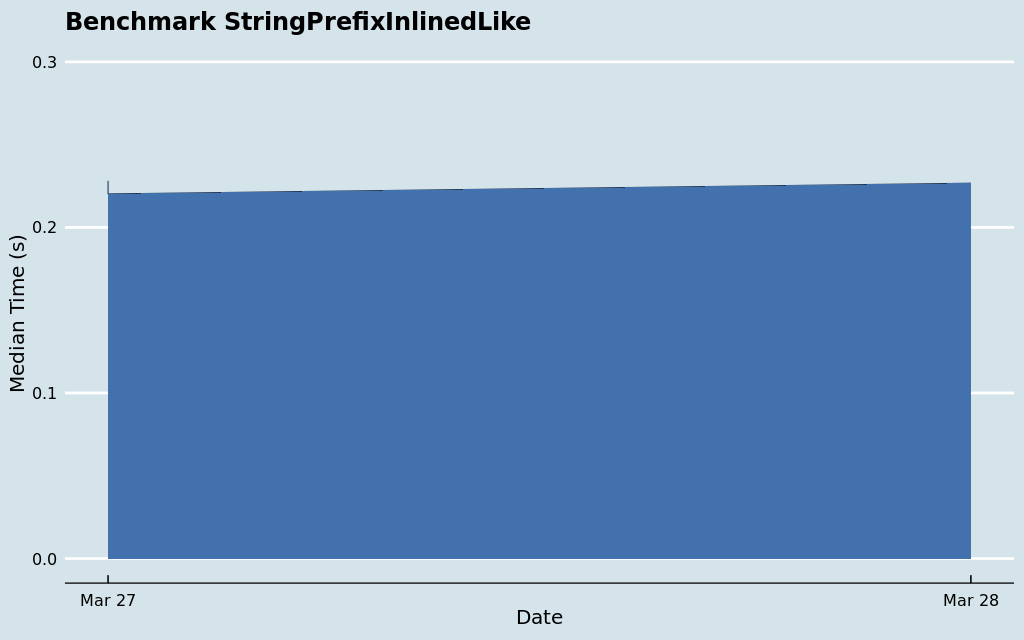 Benchmark StringPrefixInlinedLike
0.3
0.2
0.1
0.0
Median Time (s)
Mar 27
Mar 28
Date